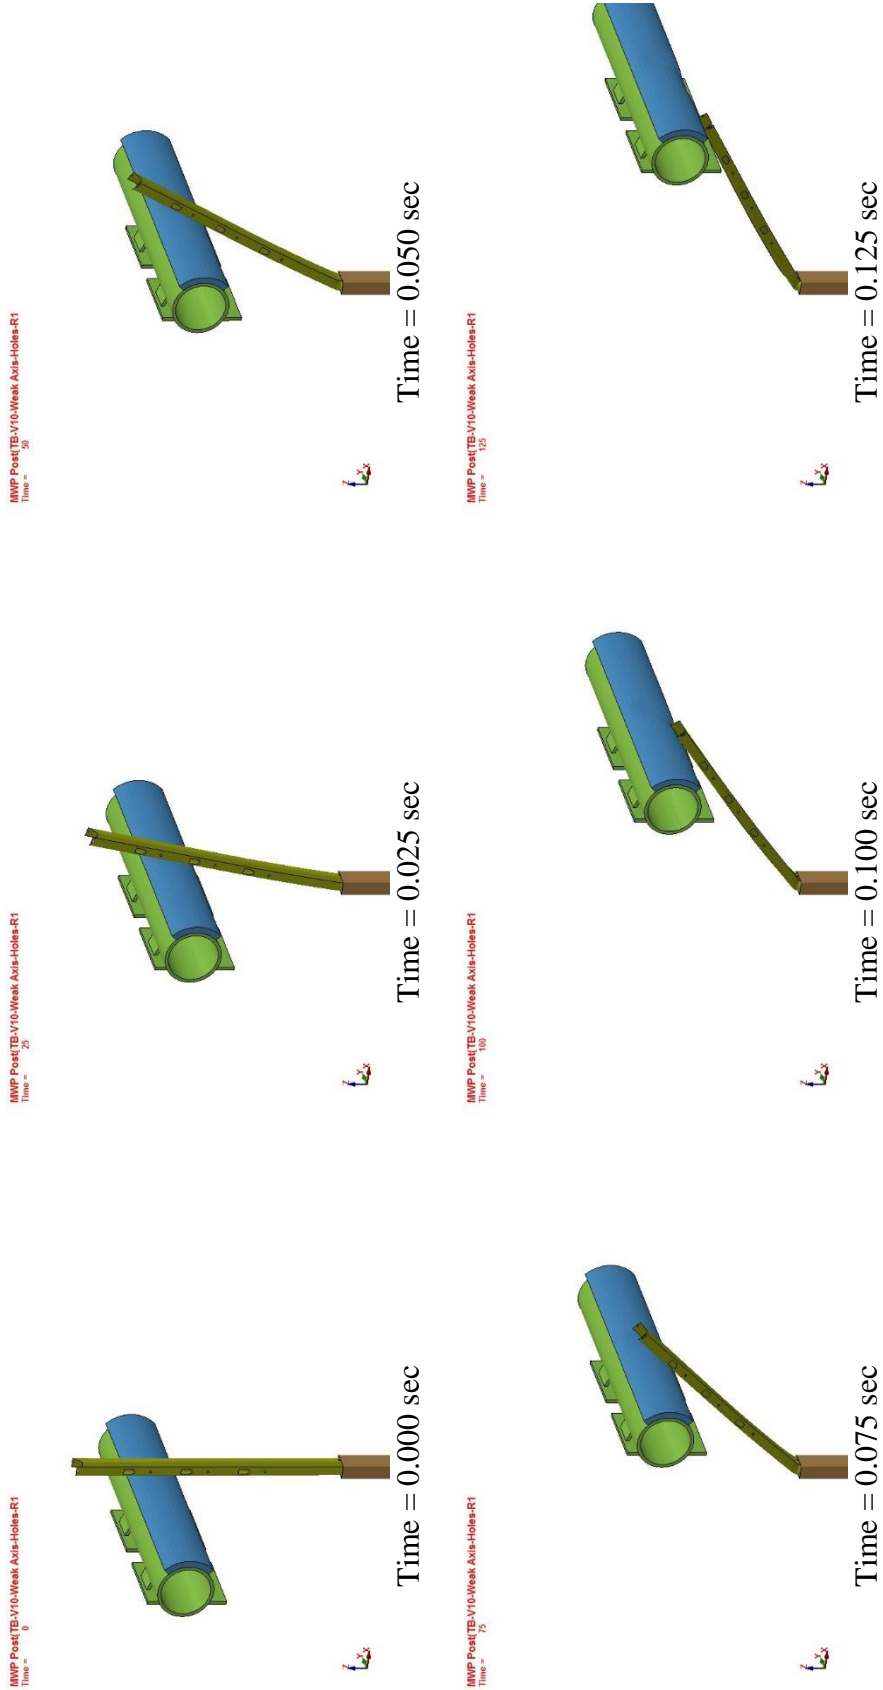 MWP Post(TB-V10-Weak Axis-Holes-R1
Time = 0
Z
Y
X
Time = 0.000 sec
MWP Post(TB-V10-Weak Axis-Holes-R1
Time = 25
Z
Y
X
Time = 0.025 sec
MWP Post(TB-V10-Weak Axis-Holes-R1
Time = 50
Z
Y
X
Time = 0.050 sec
MWP Post(TB-V10-Weak Axis-Holes-R1
Time = 75
Z
Y
X
Time = 0.075 sec
MWP Post(TB-V10-Weak Axis-Holes-R1
Time = 100
Z
Y
X
Time = 0.100 sec
MWP Post(TB-V10-Weak Axis-Holes-R1
Time = 125
Z
Y
X
Time = 0.125 sec